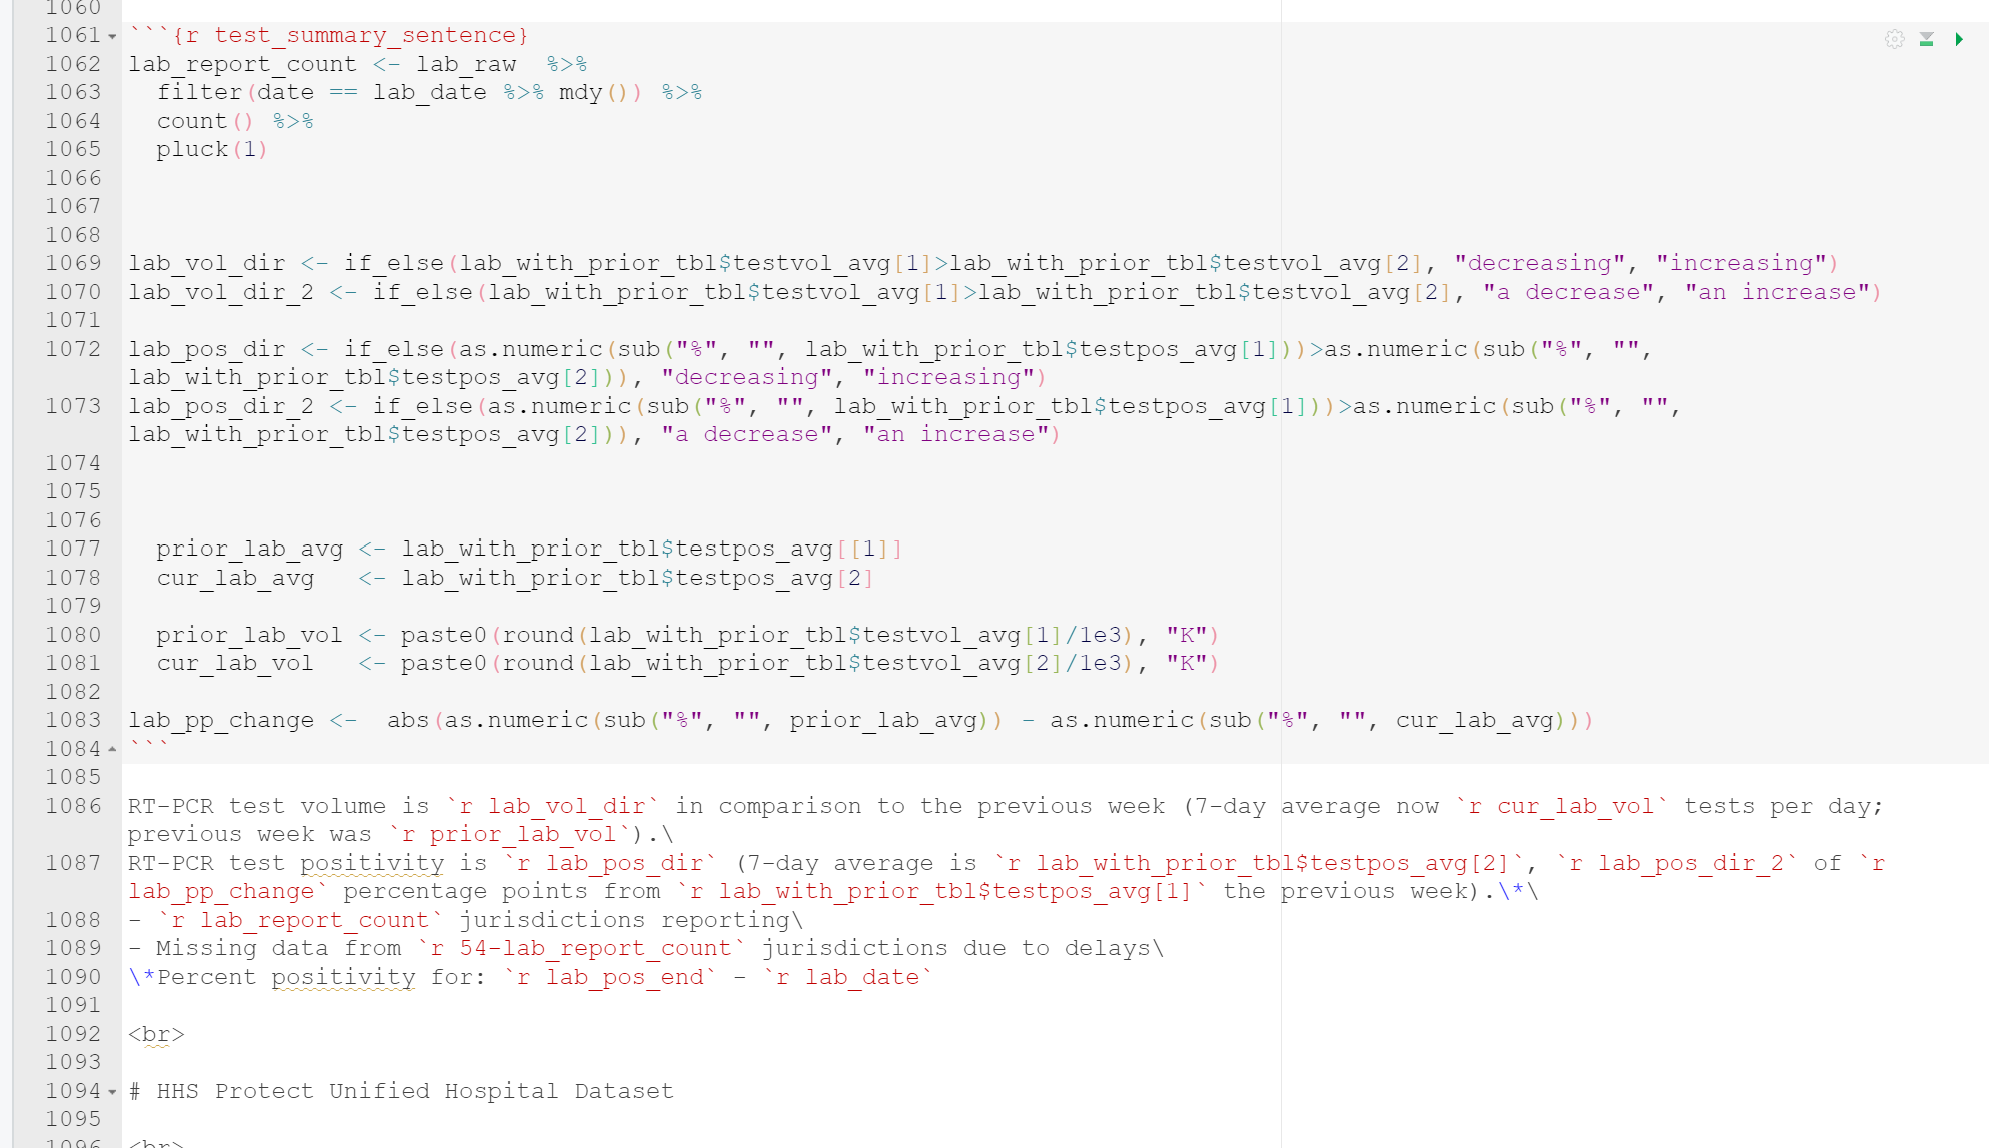 1060
1061 ```{r test_summary_sentence}
1062 lab_report_count <- lab_raw  %>%
1063   filter(date == lab_date %>% mdy()) %>%
1064   count() %>%
1065   pluck(1)
1066
1067
1068
1069 lab_vol_dir <- if_else(lab_with_prior_tbl$testvol_avg[1]>lab_with_prior_tbl$testvol_avg[2], "decreasing", "increasing")
1070 lab_vol_dir_2 <- if_else(lab_with_prior_tbl$testvol_avg[1]>lab_with_prior_tbl$testvol_avg[2], "a decrease", "an increase")
1071
1072 lab_pos_dir <- if_else(as.numeric(sub("%", "", lab_with_prior_tbl$testpos_avg[1]))>as.numeric(sub("%", "",
lab_with_prior_tbl$testpos_avg[2])), "decreasing", "increasing")
1073 lab_pos_dir_2 <- if_else(as.numeric(sub("%", "", lab_with_prior_tbl$testpos_avg[1]))>as.numeric(sub("%", "",
lab_with_prior_tbl$testpos_avg[2])), "a decrease", "an increase")
1074
1075
1076
1077   prior_lab_avg <- lab_with_prior_tbl$testpos_avg[[1]]
1078   cur_lab_avg   <- lab_with_prior_tbl$testpos_avg[2]
1079
1080   prior_lab_vol <- paste0(round(lab_with_prior_tbl$testvol_avg[1]/1e3), "K")
1081   cur_lab_vol   <- paste0(round(lab_with_prior_tbl$testvol_avg[2]/1e3), "K")
1082
1083 lab_pp_change <-  abs(as.numeric(sub("%", "", prior_lab_avg)) - as.numeric(sub("%", "", cur_lab_avg)))
1084 ```
1085
1086 RT-PCR test volume is `r lab_vol_dir` in comparison to the previous week (7-day average now `r cur_lab_vol` tests per day;
previous week was `r prior_lab_vol`).\
1087 RT-PCR test positivity is `r lab_pos_dir` (7-day average is `r lab_with_prior_tbl$testpos_avg[2]`, `r lab_pos_dir_2` of `r
lab_pp_change` percentage points from `r lab_with_prior_tbl$testpos_avg[1]` the previous week).\*\
1088 - `r lab_report_count` jurisdictions reporting\
1089 - Missing data from `r 54-lab_report_count` jurisdictions due to delays\
1090 \*Percent positivity for: `r lab_pos_end` - `r lab_date`
1091
1092 <br>
1093
1094 # HHS Protect Unified Hospital Dataset
1095
1096 <br>